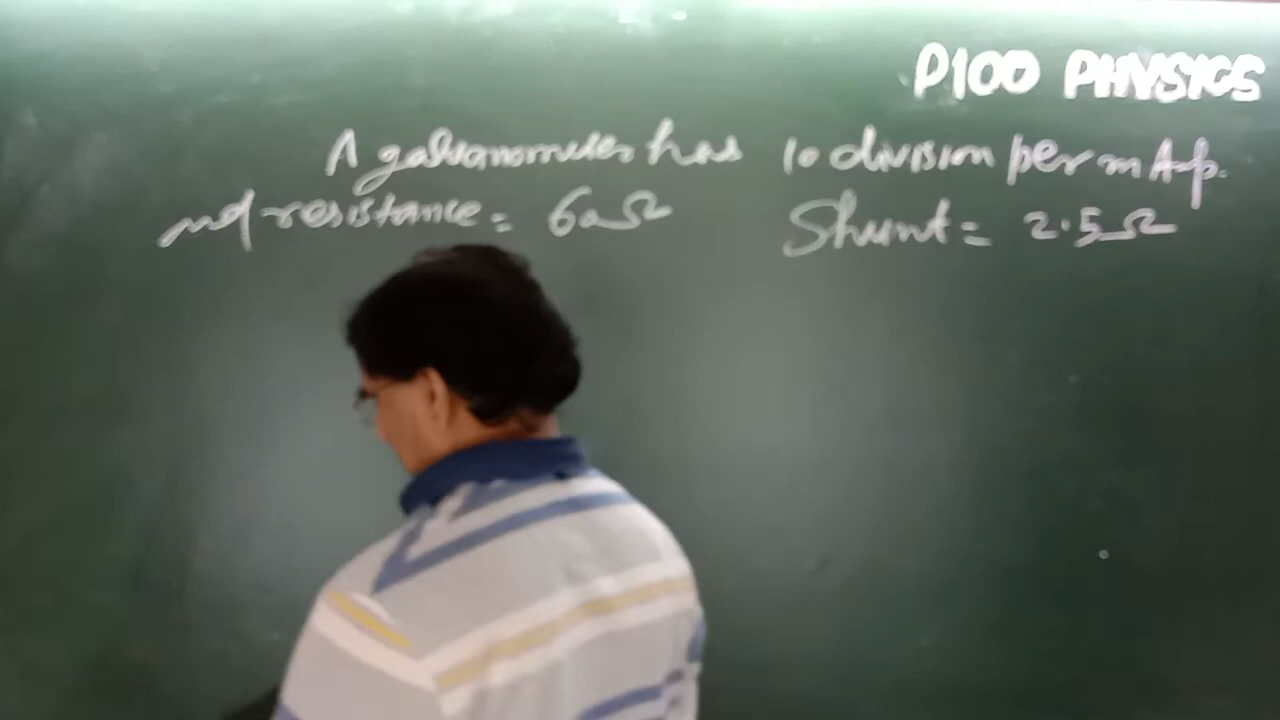 P100 PHYSICS
A galvanometer has 10 division per mAmp.
and resistance = 60Ω Shunt = 2.5Ω